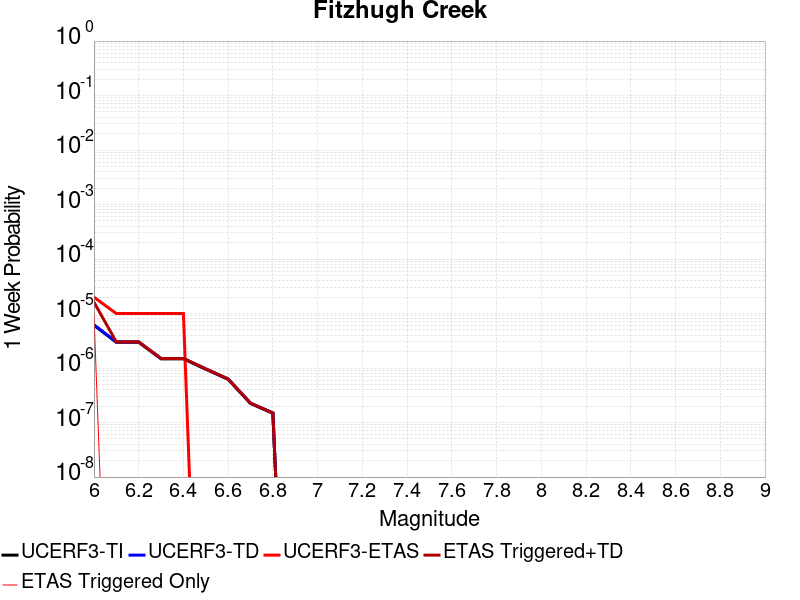 Fitzhugh Creek
10^0
10^-1
10^-2
10^-3
10^-4
10^-5
10^-6
10^-7
10^-8
1 Week Probability
6 6.2 6.4 6.6 6.8 7 7.2 7.4 7.6 7.8 8 8.2 8.4 8.6 8.8 9
Magnitude
UCERF3-TI UCERF3-TD UCERF3-ETAS ETAS Triggered+TD
ETAS Triggered Only